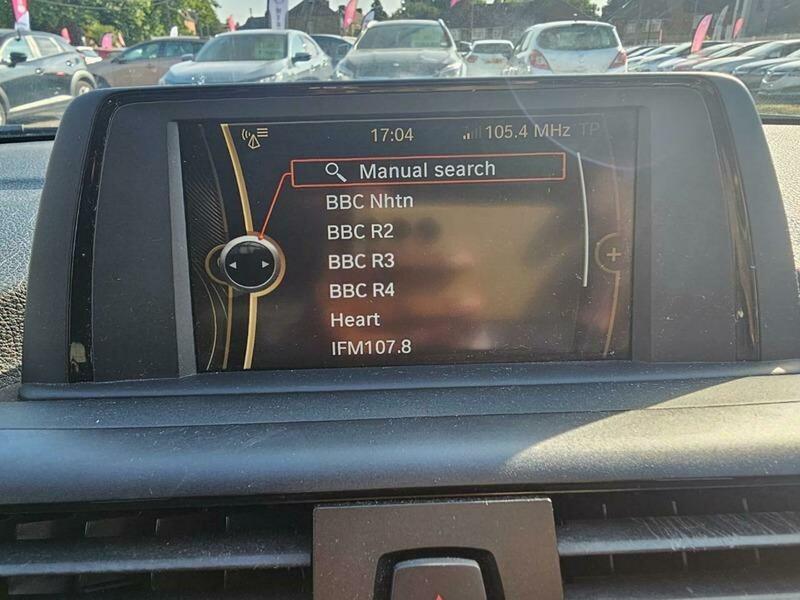 17:04 105.4 MHz TP
Manual search
BBC Nhtn
BBC R2
BBC R3
BBC R4
Heart
IFM107.8